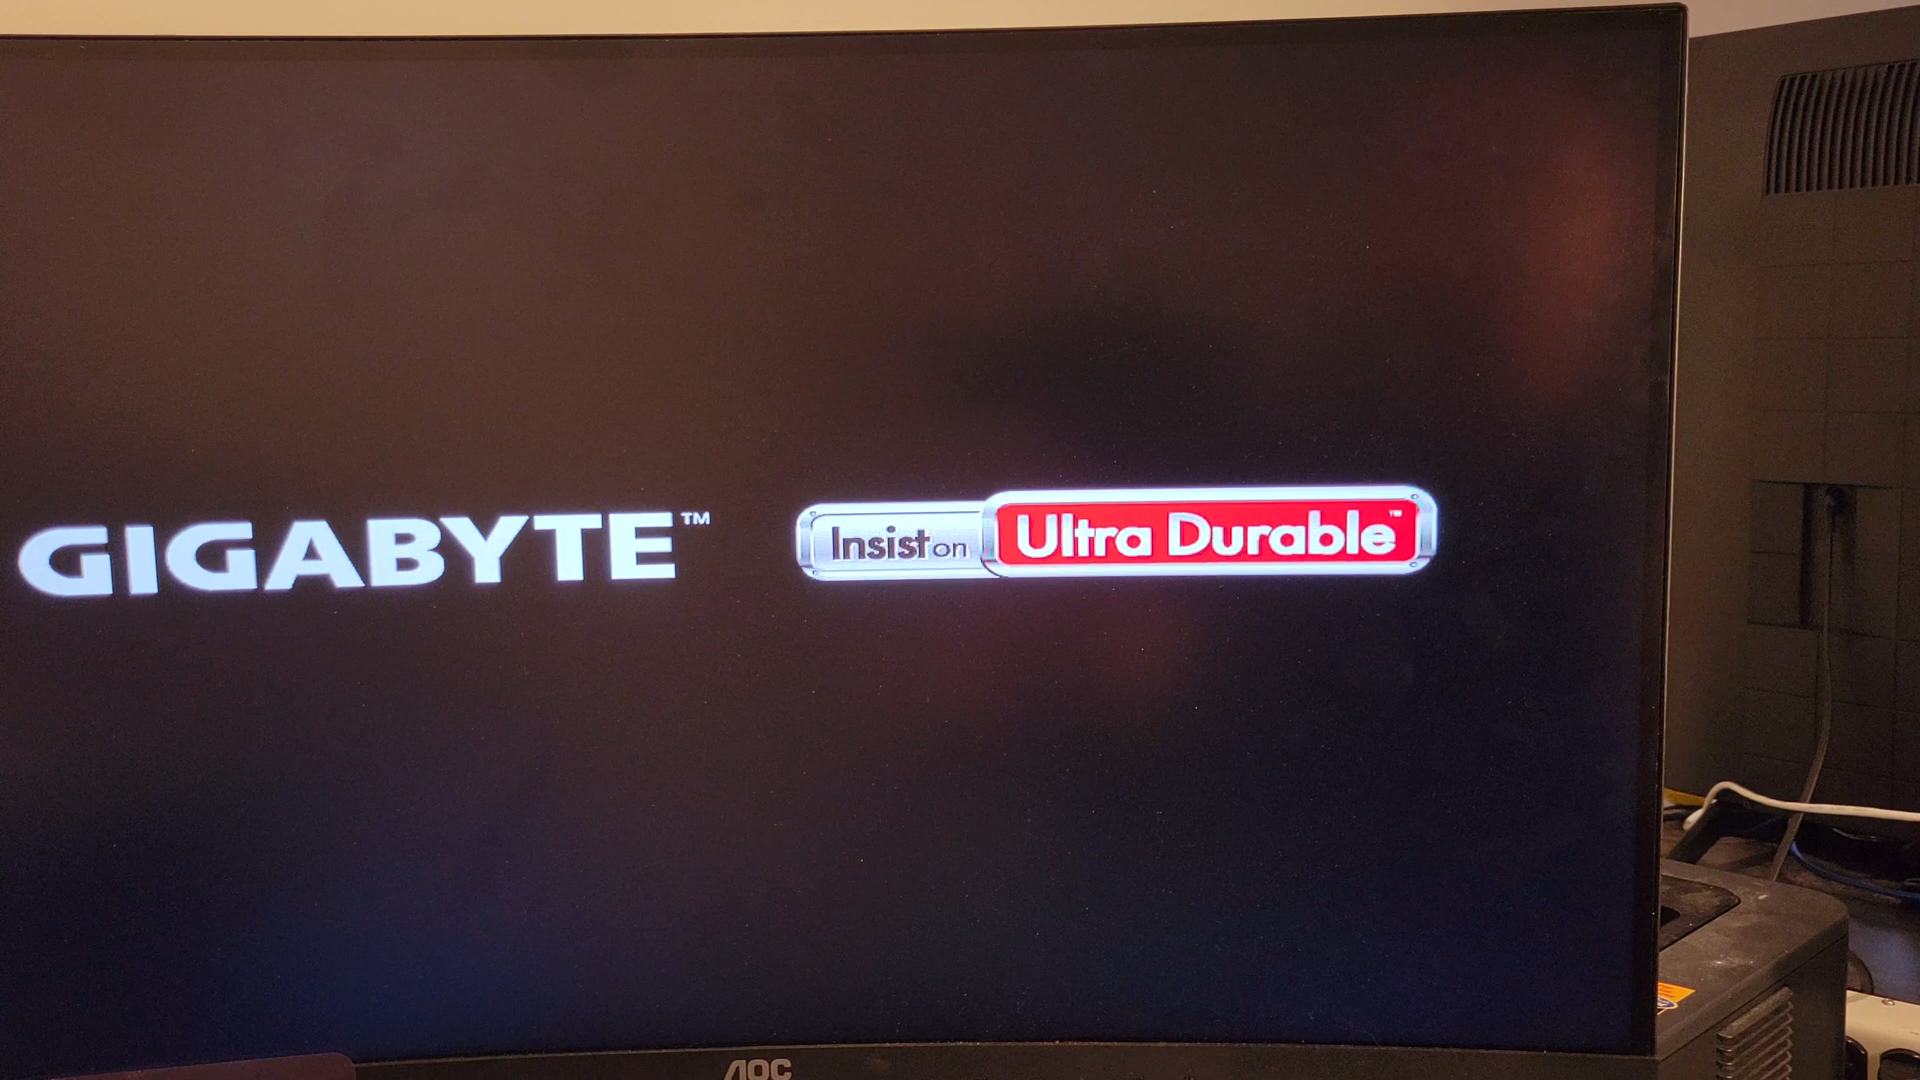 GIGABYTE™
Insist on Ultra Durable™
AOC